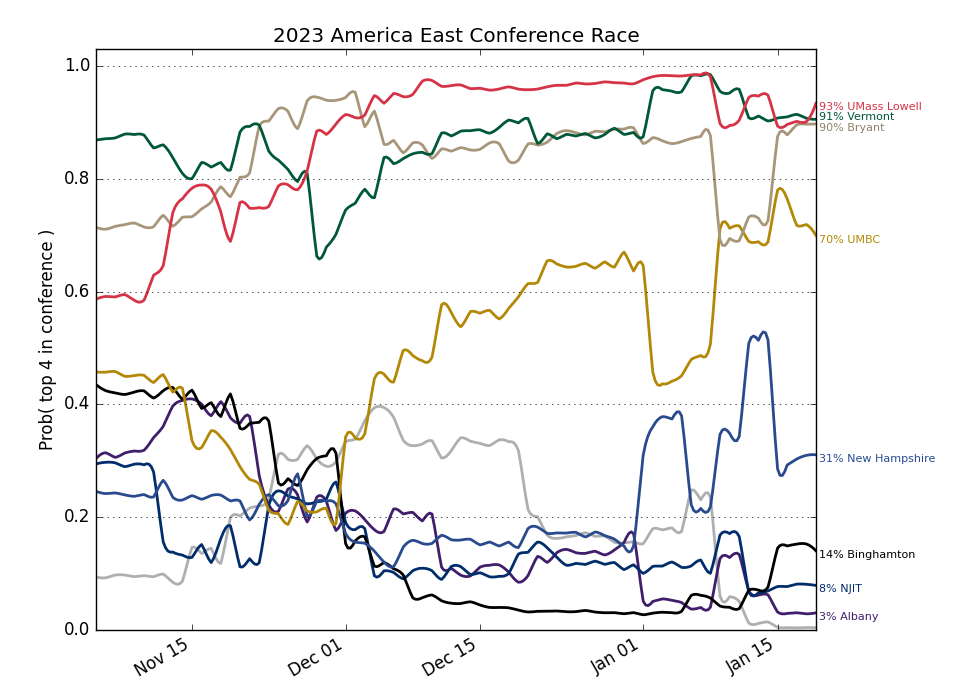 2023 America East Conference Race
Prob( top 4 in conference )
1.0
0.8
0.6
0.4
0.2
0.0
93% UMass Lowell
91% Vermont
90% Bryant
70% UMBC
31% New Hampshire
14% Binghamton
8% NJIT
3% Albany
Nov 15
Dec 01
Dec 15
Jan 01
Jan 15